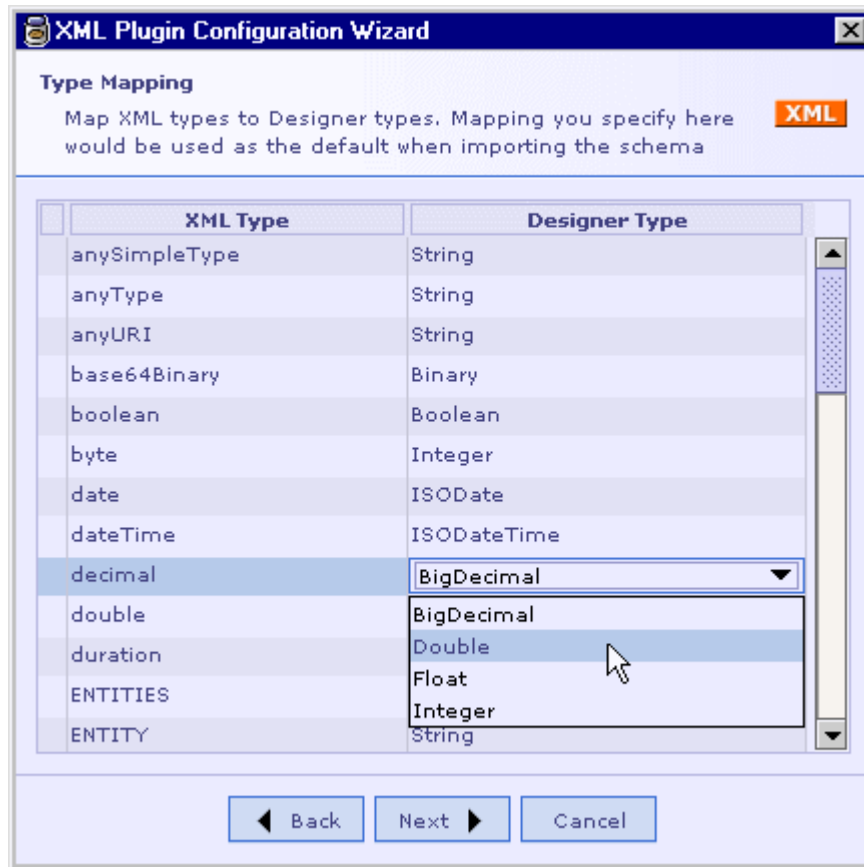 XML Plugin Configuration Wizard
Type Mapping
Map XML types to Designer types. Mapping you specify here
would be used as the default when importing the schema
XML
XML Type Designer Type
anySimpleType String
anyType String
anyURI String
base64Binary Binary
boolean Boolean
byte Integer
date ISODate
dateTime ISODateTime
decimal BigDecimal
double BigDecimal
Double
duration
Float
ENTITIES
Integer
ENTITY String
Back Next Cancel